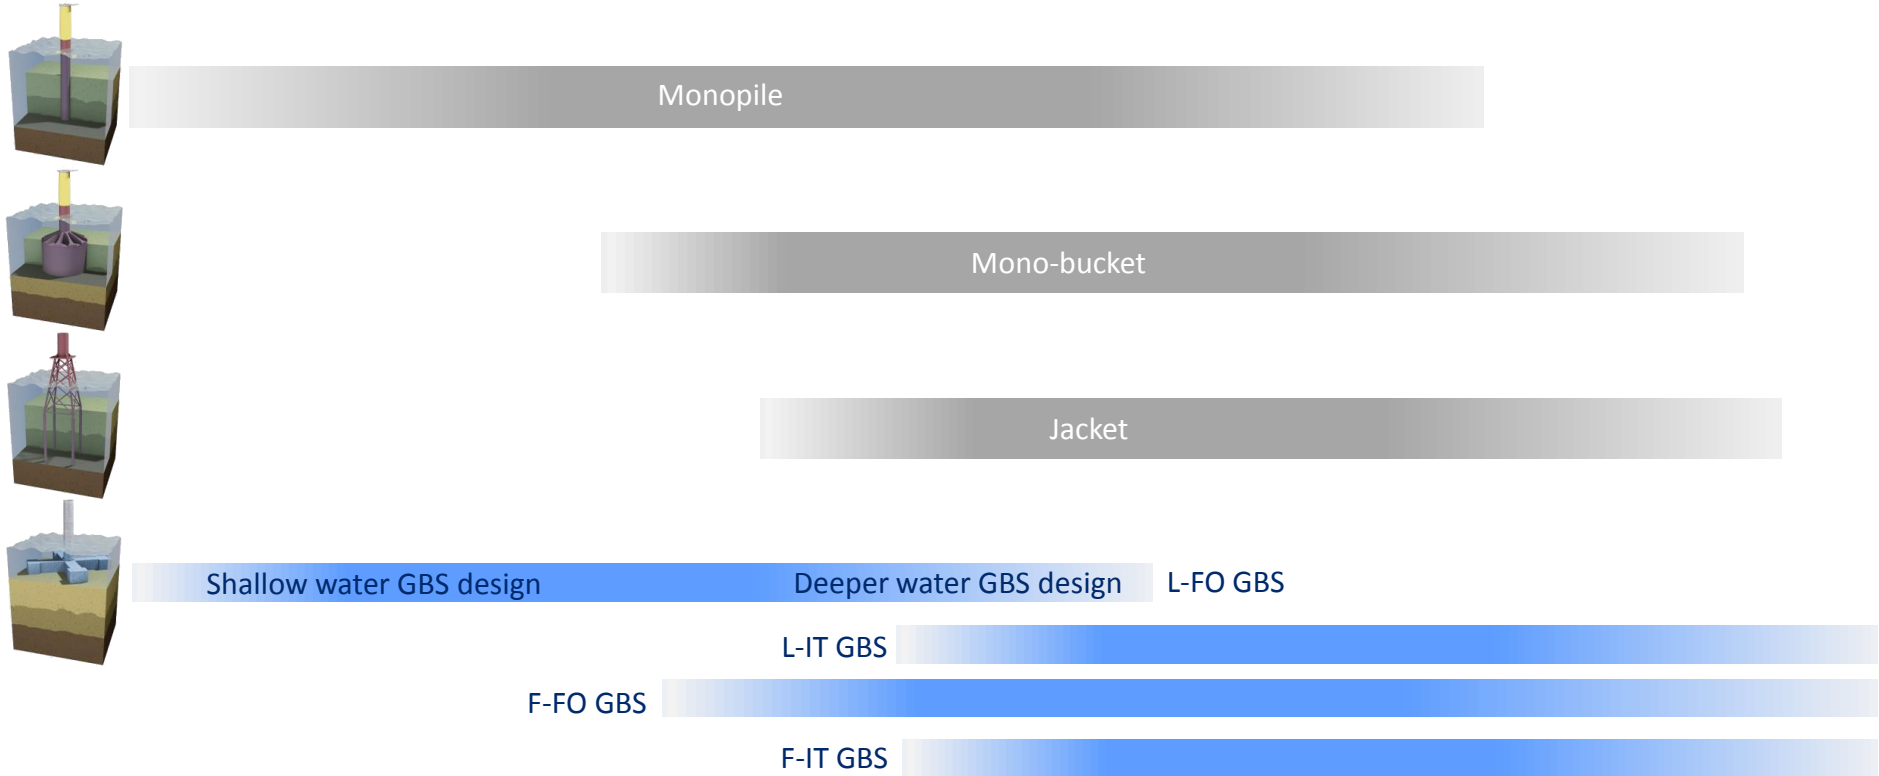 Monopile
Mono-bucket
Jacket
Shallow water GBS design
Deeper water GBS design
L-FO GBS
L-IT GBS
F-FO GBS
F-IT GBS